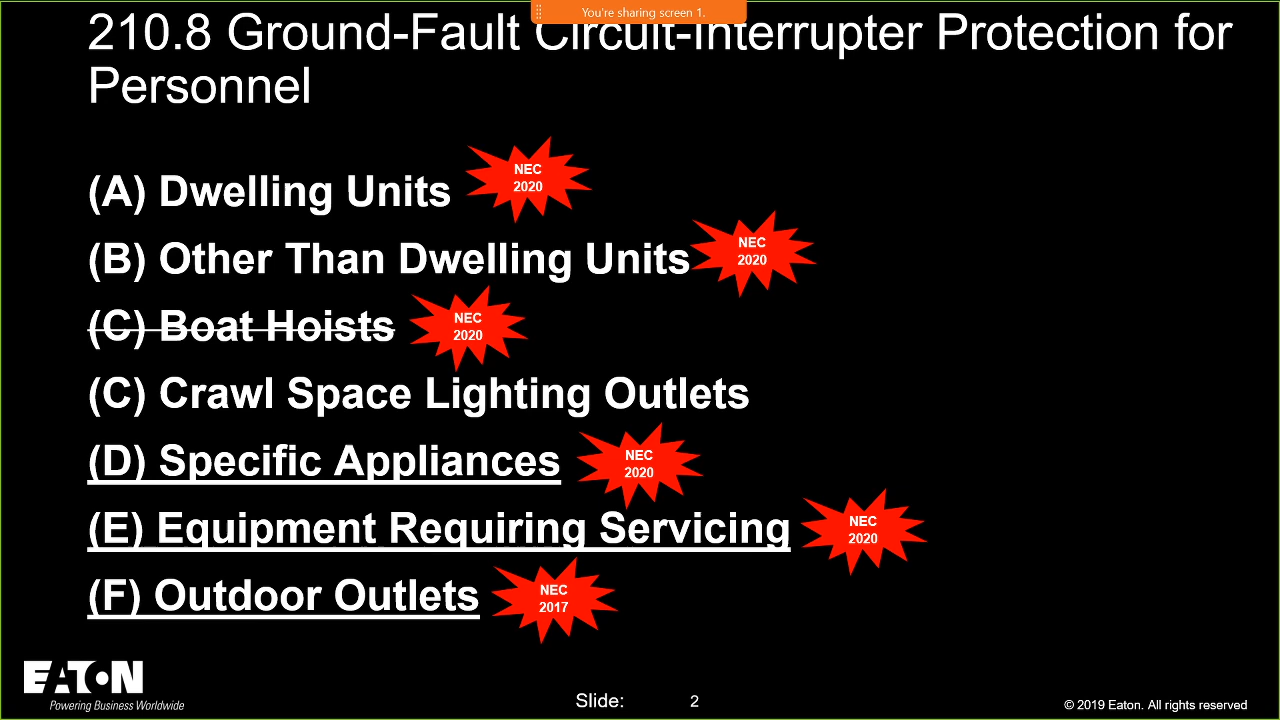 You're sharing screen 1.
210.8 Ground-Fault Circuit-Interrupter Protection for
Personnel
(A) Dwelling Units
NEC
2020
(B) Other Than Dwelling Units
NEC
2020
(C) Boat Hoists
NEC
2020
(C) Crawl Space Lighting Outlets
(D) Specific Appliances
NEC
2020
(E) Equipment Requiring Servicing
NEC
2020
(F) Outdoor Outlets
NEC
2017
EATON
Powering Business Worldwide
Slide: 2
© 2019 Eaton. All rights reserved